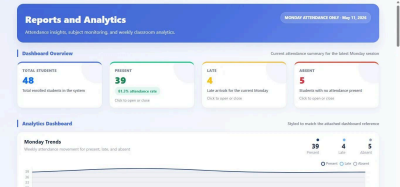 Reports and Analytics
MONDAY ATTENDANCE ONLY - May 11, 2026
Attendance insights, subject monitoring, and weekly classroom analytics.
Dashboard Overview
Current attendance summary for the latest Monday session
TOTAL STUDENTS
48
Total enrolled students in the system
PRESENT
39
81.3% attendance rate
Click to open or close
LATE
4
Late arrivals for the current Monday
Click to open or close
ABSENT
5
Students with no attendance present
Click to open or close
Analytics Dashboard
Styled to match the attached dashboard reference
Monday Trends
Weekly attendance movement for present, late, and absent
39
Present
4
Late
5
Absent
Present
Late
Absent